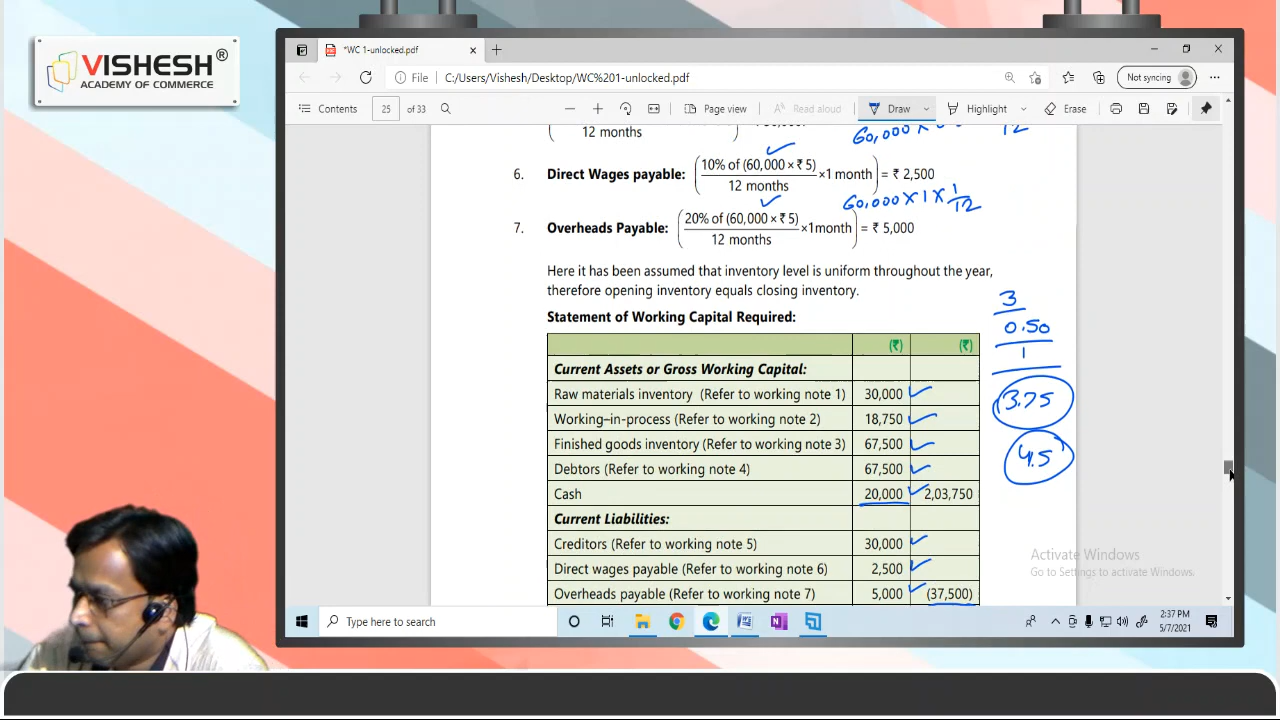 VISHESH®
ACADEMY OF COMMERCE
*WC 1-unlocked.pdf
File C:/Users/Vishesh/Desktop/WC%201-unlocked.pdf Not syncing
Contents 25 of 33 Page view Read aloud Draw Highlight Erase
12 months
60,000 × 12
6. Direct Wages payable: (10% of (60,000 × ₹ 5) / 12 months ×1 month) = ₹ 2,500
60,000 × 1 × 1/12
7. Overheads Payable: (20% of (60,000 × ₹ 5) / 12 months ×1month) = ₹ 5,000
Here it has been assumed that inventory level is uniform throughout the year,
therefore opening inventory equals closing inventory.
3
0.50
1
3.75
4.5
Statement of Working Capital Required:
(₹) (₹)
Current Assets or Gross Working Capital:
Raw materials inventory (Refer to working note 1) 30,000
Working–in-process (Refer to working note 2) 18,750
Finished goods inventory (Refer to working note 3) 67,500
Debtors (Refer to working note 4) 67,500
Cash 20,000 2,03,750
Current Liabilities:
Creditors (Refer to working note 5) 30,000
Direct wages payable (Refer to working note 6) 2,500
Overheads payable (Refer to working note 7) 5,000 (37,500)
Activate Windows
Go to Settings to activate Windows.
Type here to search
2:37 PM
5/7/2021